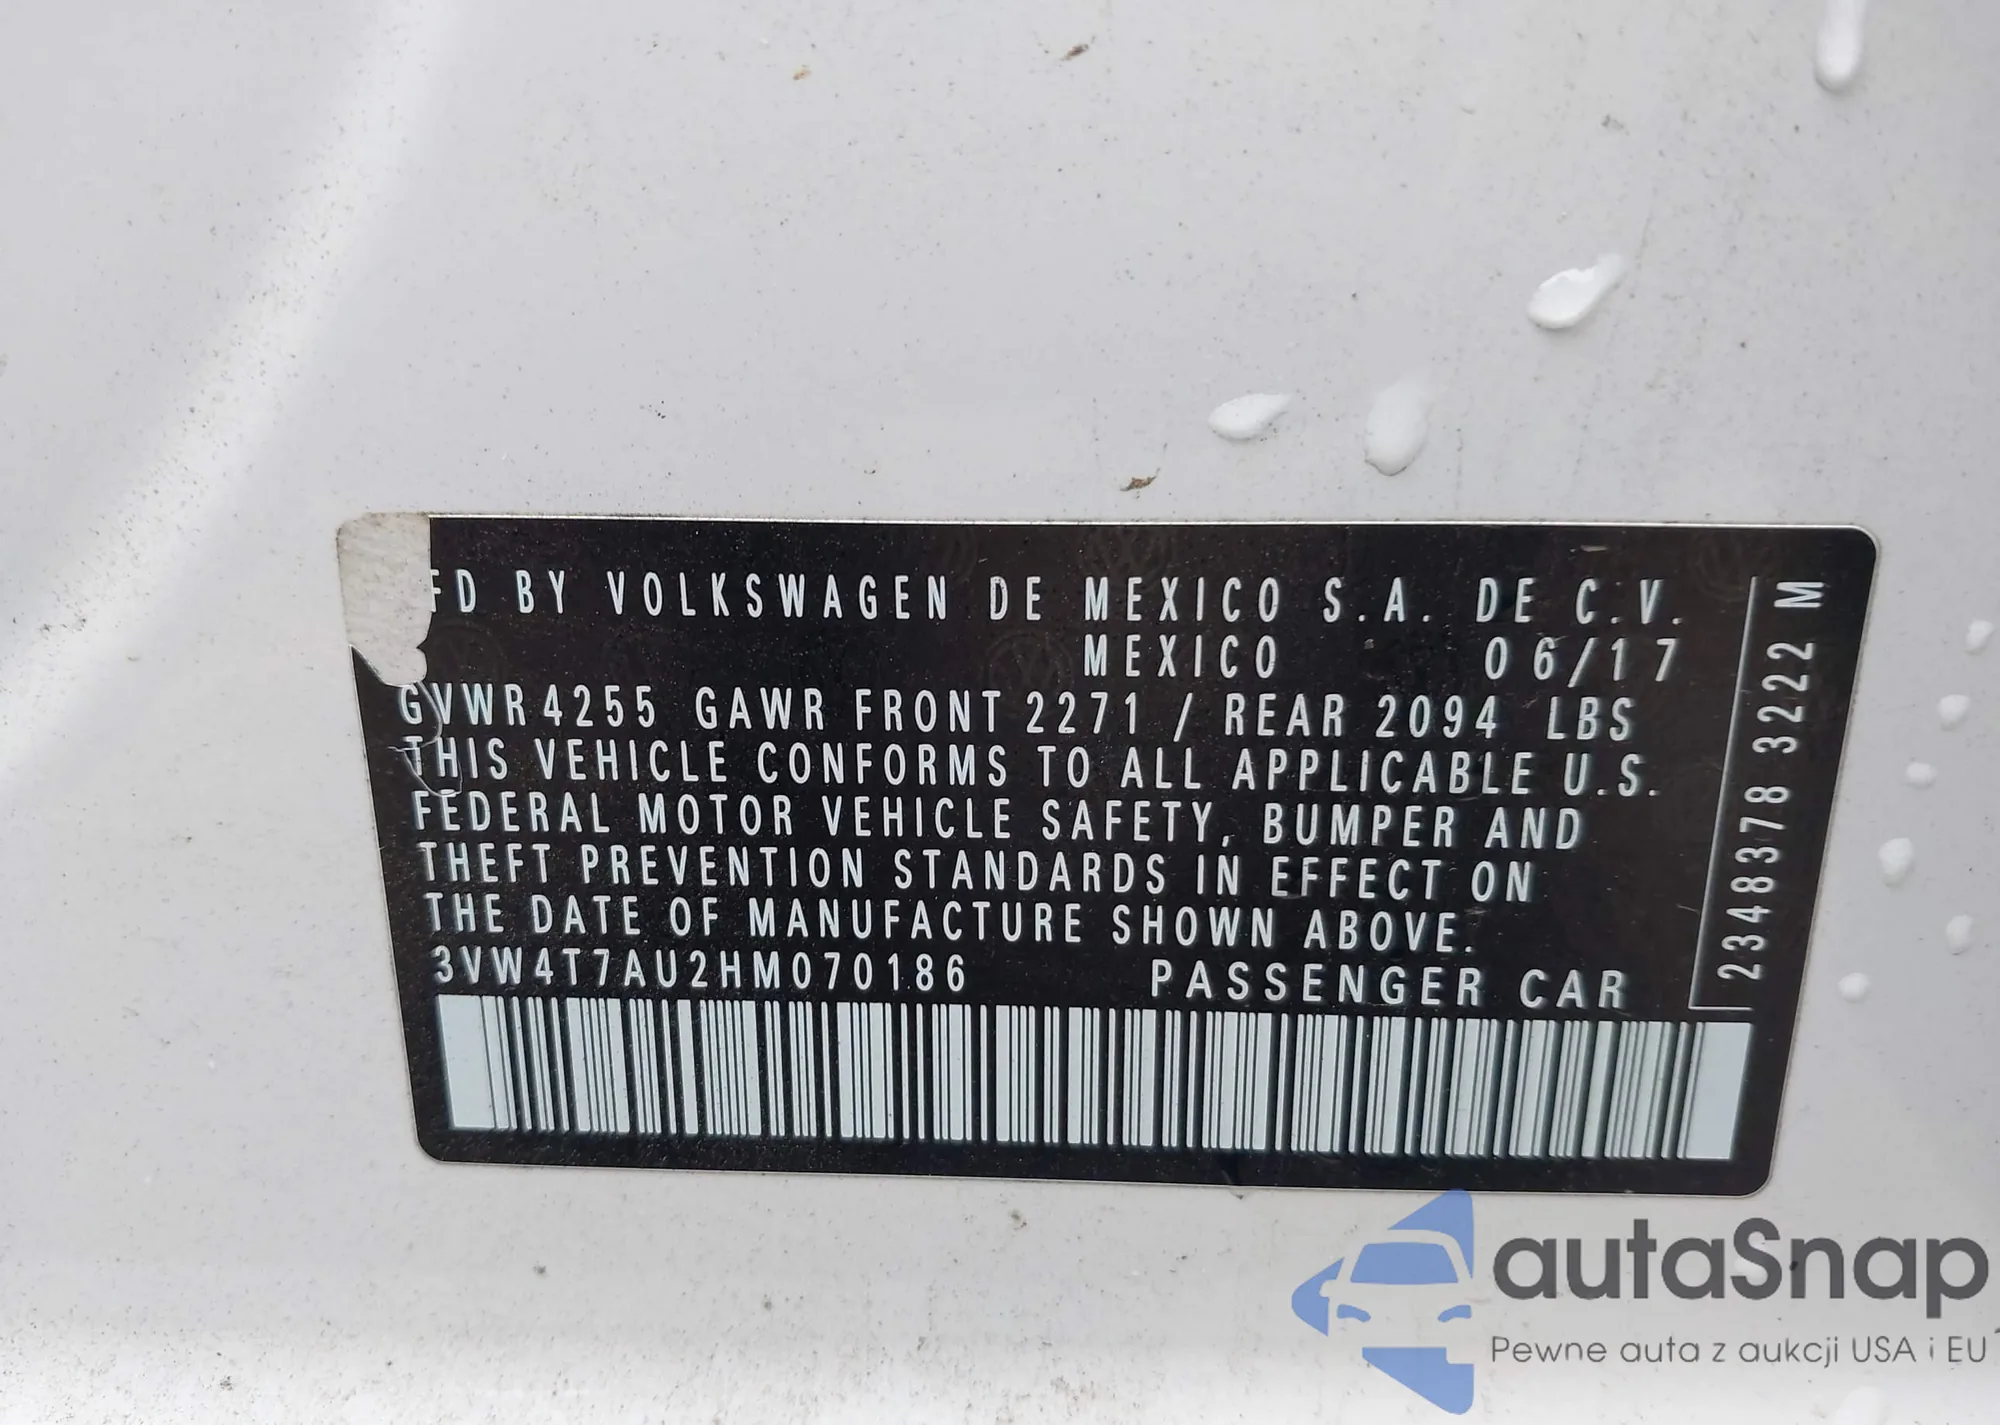 FD BY VOLKSWAGEN DE MEXICO S.A. DE C.V.
MEXICO 06/17
GVWR 4255 GAWR FRONT 2271 / REAR 2094 LBS
THIS VEHICLE CONFORMS TO ALL APPLICABLE U.S.
FEDERAL MOTOR VEHICLE SAFETY, BUMPER AND
THEFT PREVENTION STANDARDS IN EFFECT ON
THE DATE OF MANUFACTURE SHOWN ABOVE.
3VW4T7AU2HM070186 PASSENGER CAR
2348378 3222 M
autaSnap
Pewne auta z aukcji USA i EU